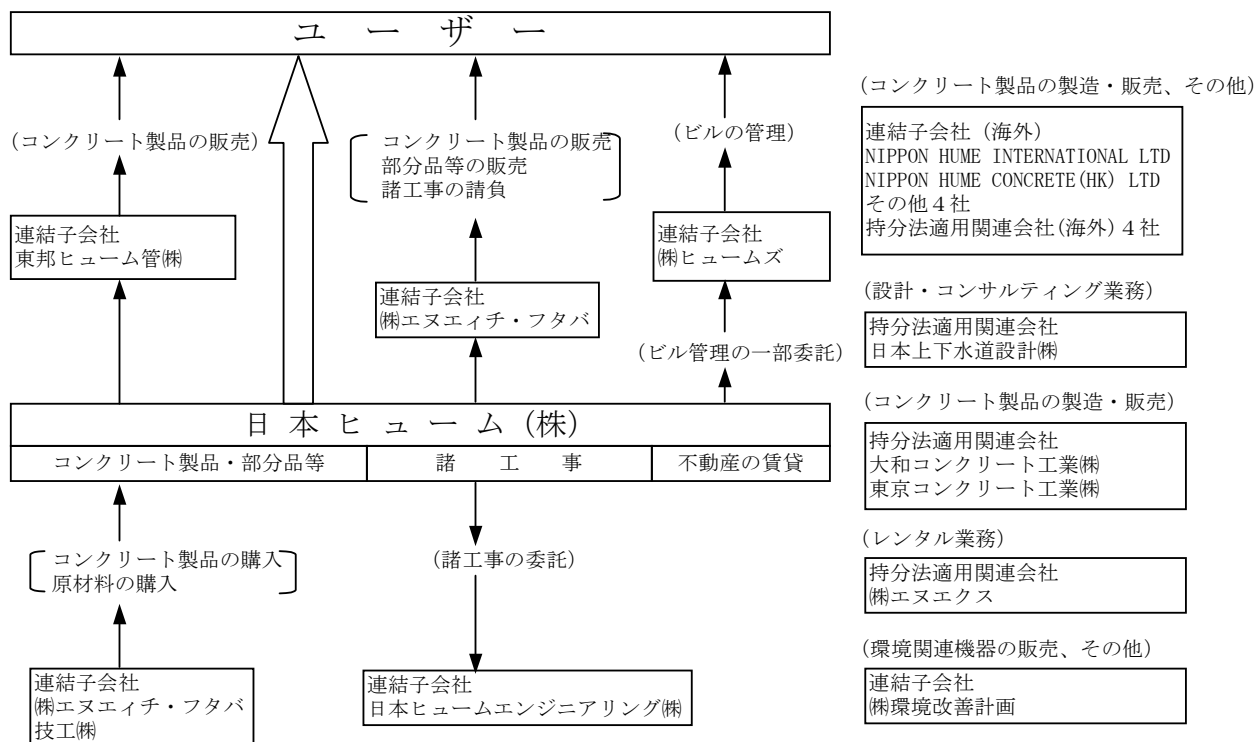 ユーザー
(コンクリート製品の販売)
連結子会社
東邦ヒューム管㈱
コンクリート製品の販売
部分品等の販売
諸工事の請負
連結子会社
㈱エヌエィチ・フタバ
(ビルの管理)
連結子会社
㈱ヒュームズ
(ビル管理の一部委託)
日本ヒューム(株)
コンクリート製品・部分品等
諸工事
不動産の賃貸
コンクリート製品の購入
原材料の購入
連結子会社
㈱エヌエィチ・フタバ
技工㈱
(諸工事の委託)
連結子会社
日本ヒュームエンジニアリング㈱
(コンクリート製品の製造・販売、その他)
連結子会社 (海外)
NIPPON HUME INTERNATIONAL LTD
NIPPON HUME CONCRETE(HK) LTD
その他4社
持分法適用関連会社(海外)4社
(設計・コンサルティング業務)
持分法適用関連会社
日本上下水道設計㈱
(コンクリート製品の製造・販売)
持分法適用関連会社
大和コンクリート工業㈱
東京コンクリート工業㈱
(レンタル業務)
持分法適用関連会社
㈱エヌエクス
(環境関連機器の販売、その他)
連結子会社
㈱環境改善計画